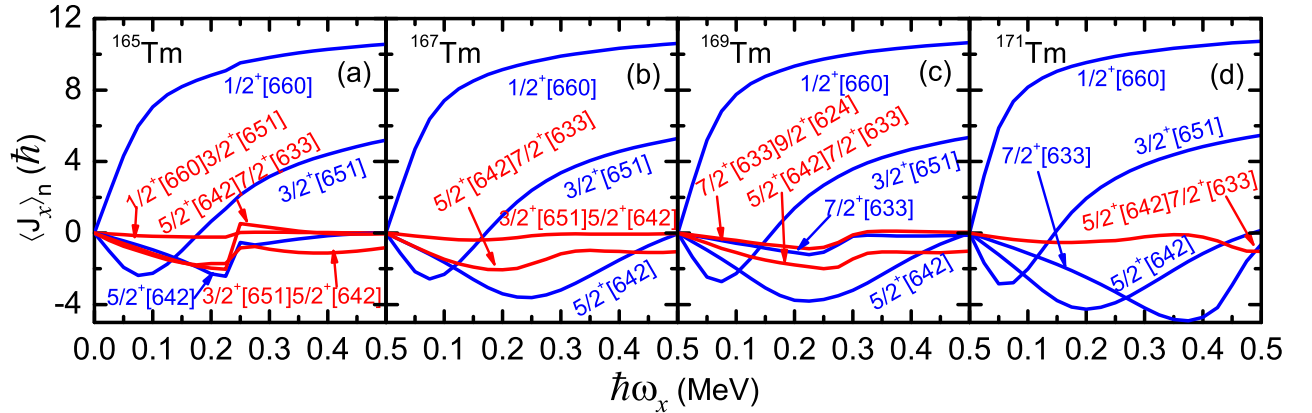 12
8
4
0
-4
⟨Jₓ⟩ₙ (ℏ)
¹⁶⁵Tm
(a)
1/2⁺[660]
1/2⁺[660]3/2⁺[651]
5/2⁺[642]7/2⁺[633]
3/2⁺[651]
5/2⁺[642]
3/2⁺[651]5/2⁺[642]
¹⁶⁷Tm
(b)
1/2⁺[660]
5/2⁺[642]7/2⁺[633]
3/2⁺[651]
3/2⁺[651]5/2⁺[642]
5/2⁺[642]
¹⁶⁹Tm
(c)
1/2⁺[660]
7/2⁺[633]9/2⁺[624]
5/2⁺[642]7/2⁺[633]
3/2⁺[651]
7/2⁺[633]
5/2⁺[642]
¹⁷¹Tm
(d)
1/2⁺[660]
3/2⁺[651]
7/2⁺[633]
5/2⁺[642]7/2⁺[633]
5/2⁺[642]
0.0 0.1 0.2 0.3 0.4 0.5 0.1 0.2 0.3 0.4 0.5 0.1 0.2 0.3 0.4 0.5 0.1 0.2 0.3 0.4 0.5
ℏωₓ (MeV)